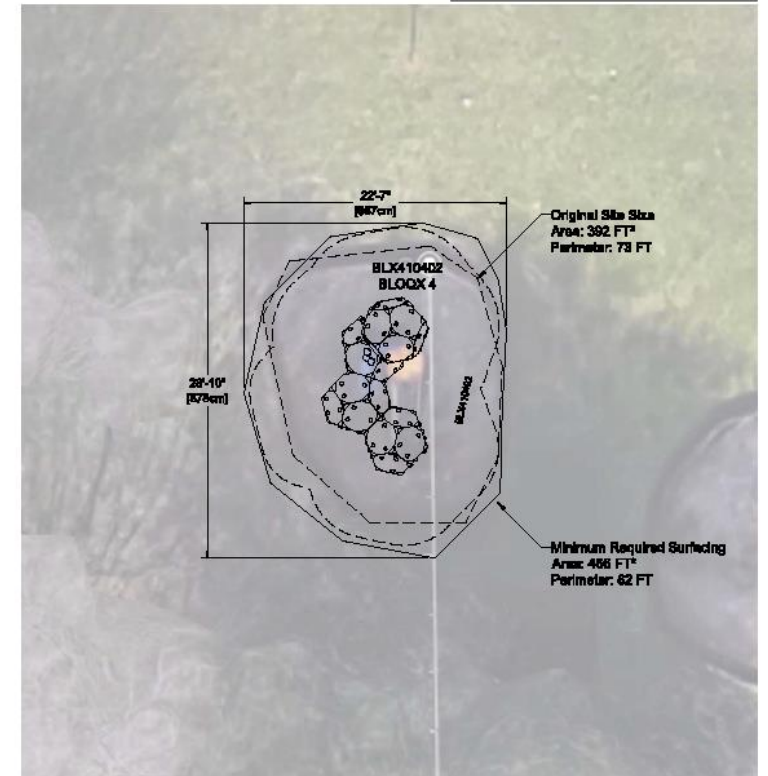 22'-7"
[687cm]
Original Site Size
Area: 392 FT²
Perimeter: 73 FT
BLX410402
BLOQX 4
28'-10"
[878cm]
BLX410402
Minimum Required Surfacing
Area: FT²
Perimeter: 82 FT